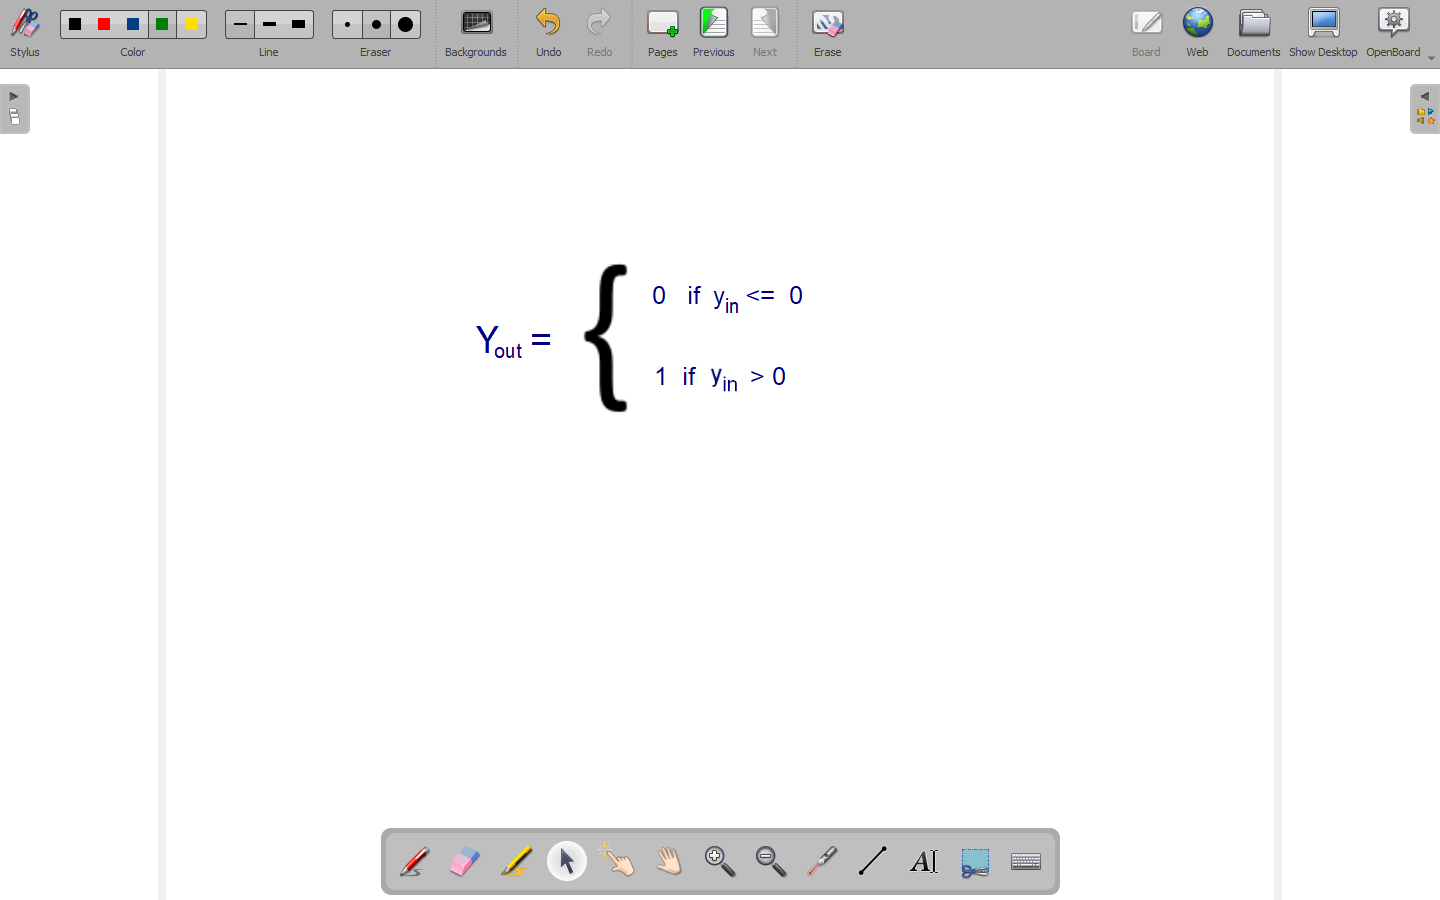 Stylus Color Line Eraser Backgrounds Undo Redo Pages Previous Next Erase Board Web Documents Show Desktop OpenBoard
0 if yin <= 0
Yout =
{
1 if yin > 0
AI